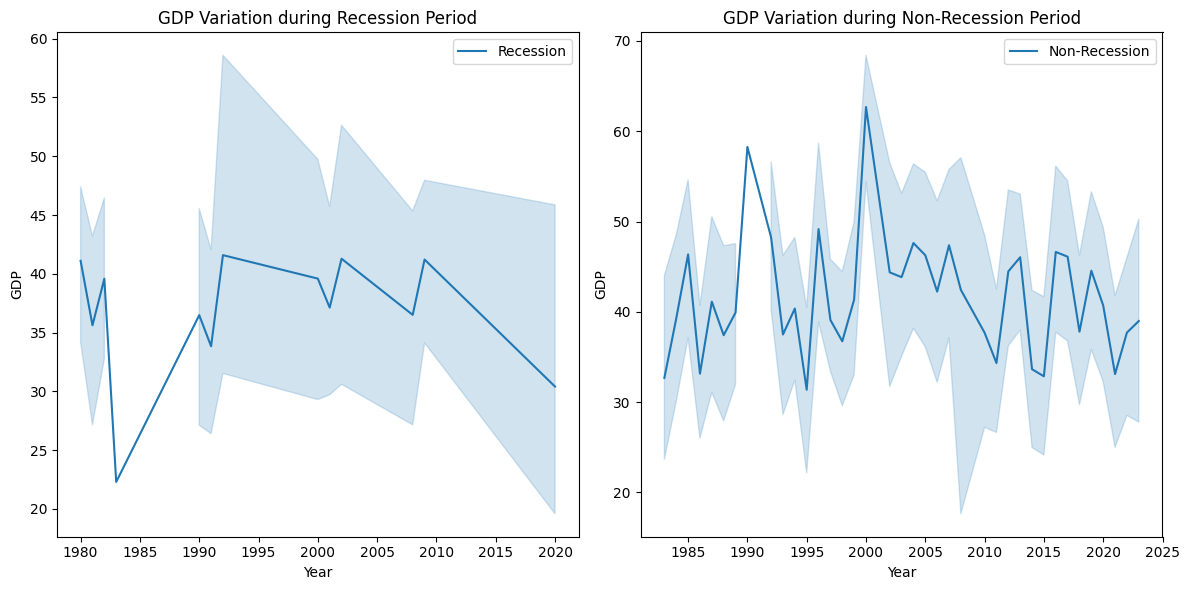 GDP Variation during Recession Period
60
55
50
45
40
35
30
25
20
GDP
Recession
1980 1985 1990 1995 2000 2005 2010 2015 2020
Year
GDP Variation during Non-Recession Period
70
60
50
40
30
20
GDP
Non-Recession
1985 1990 1995 2000 2005 2010 2015 2020 2025
Year